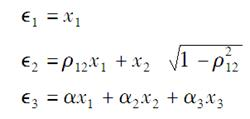 ϵ₁ = x₁
ϵ₂ = ρ₁₂x₁ + x₂ √(1 − ρ₁₂²)
ϵ₃ = αx₁ + α₂x₂ + α₃x₃